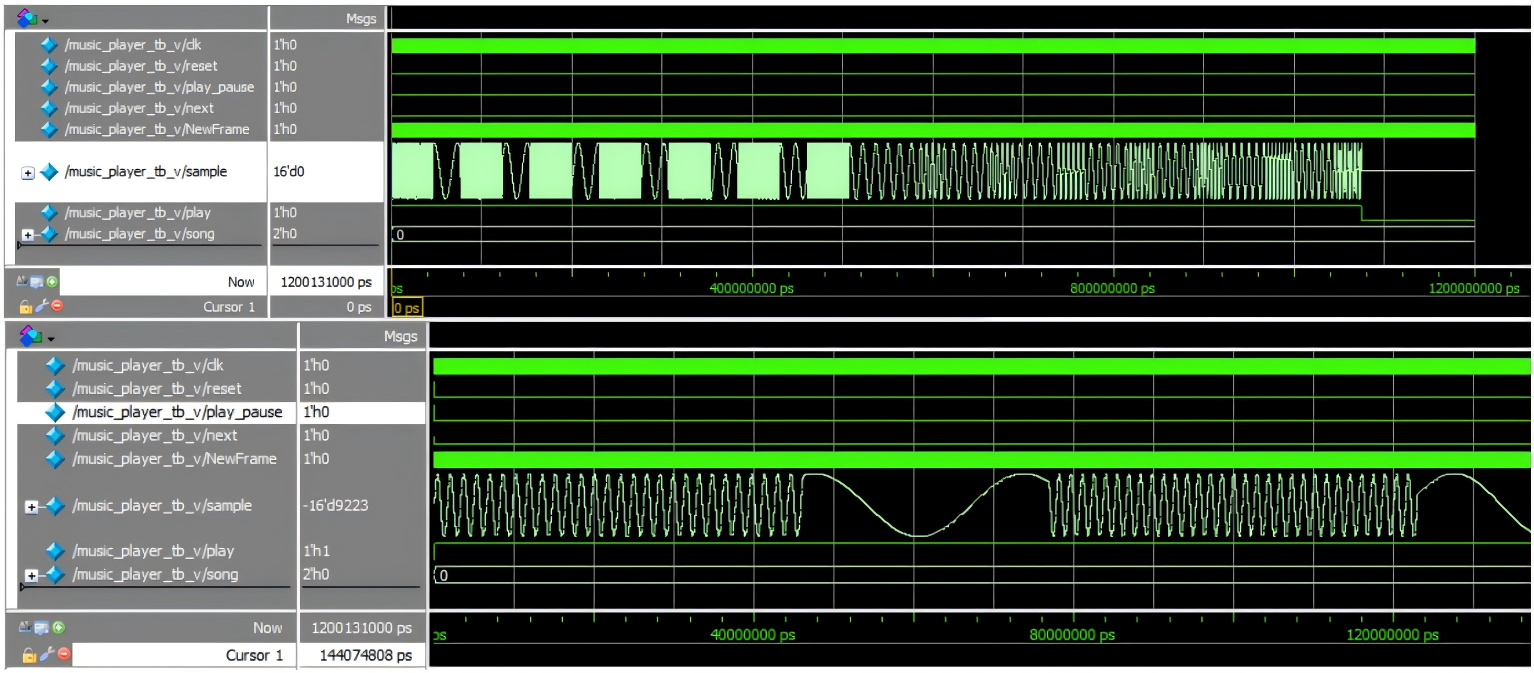 Msgs
/music_player_tb_v/clk 1'h0
/music_player_tb_v/reset 1'h0
/music_player_tb_v/play_pause 1'h0
/music_player_tb_v/next 1'h0
/music_player_tb_v/NewFrame 1'h0
/music_player_tb_v/sample 16'd0
/music_player_tb_v/play 1'h0
/music_player_tb_v/song 2'h0 0
Now 1200131000 ps ps 400000000 ps 800000000 ps 1200000000 ps
Cursor 1 0 ps 0 ps
Msgs
/music_player_tb_v/clk 1'h0
/music_player_tb_v/reset 1'h0
/music_player_tb_v/play_pause 1'h0
/music_player_tb_v/next 1'h0
/music_player_tb_v/NewFrame 1'h0
/music_player_tb_v/sample -16'd9223
/music_player_tb_v/play 1'h1
/music_player_tb_v/song 2'h0 0
Now 1200131000 ps ps 40000000 ps 80000000 ps 120000000 ps
Cursor 1 144074808 ps